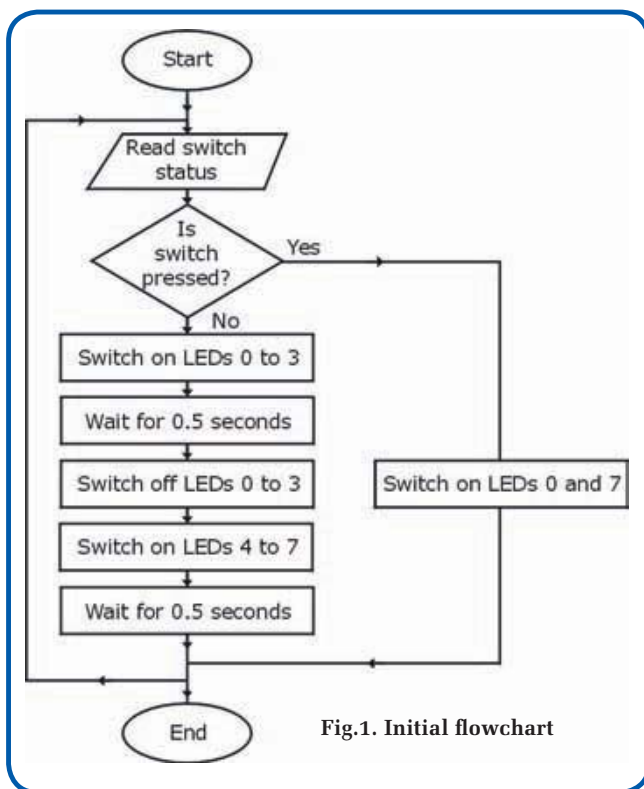 Start
Read switch
status
Is
switch
pressed?
Yes
No
Switch on LEDs 0 to 3
Wait for 0.5 seconds
Switch off LEDs 0 to 3
Switch on LEDs 0 and 7
Switch on LEDs 4 to 7
Wait for 0.5 seconds
End
Fig.1. Initial flowchart